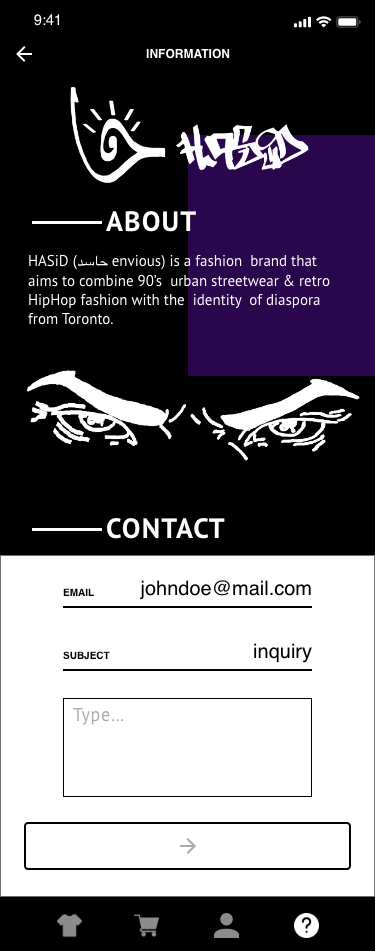 9:41
INFORMATION
HASiD
ABOUT
HASiD (حاسد envious) is a fashion brand that
aims to combine 90’s urban streetwear & retro
HipHop fashion with the identity of diaspora
from Toronto.
CONTACT
EMAIL johndoe@mail.com
SUBJECT inquiry
Type...
?